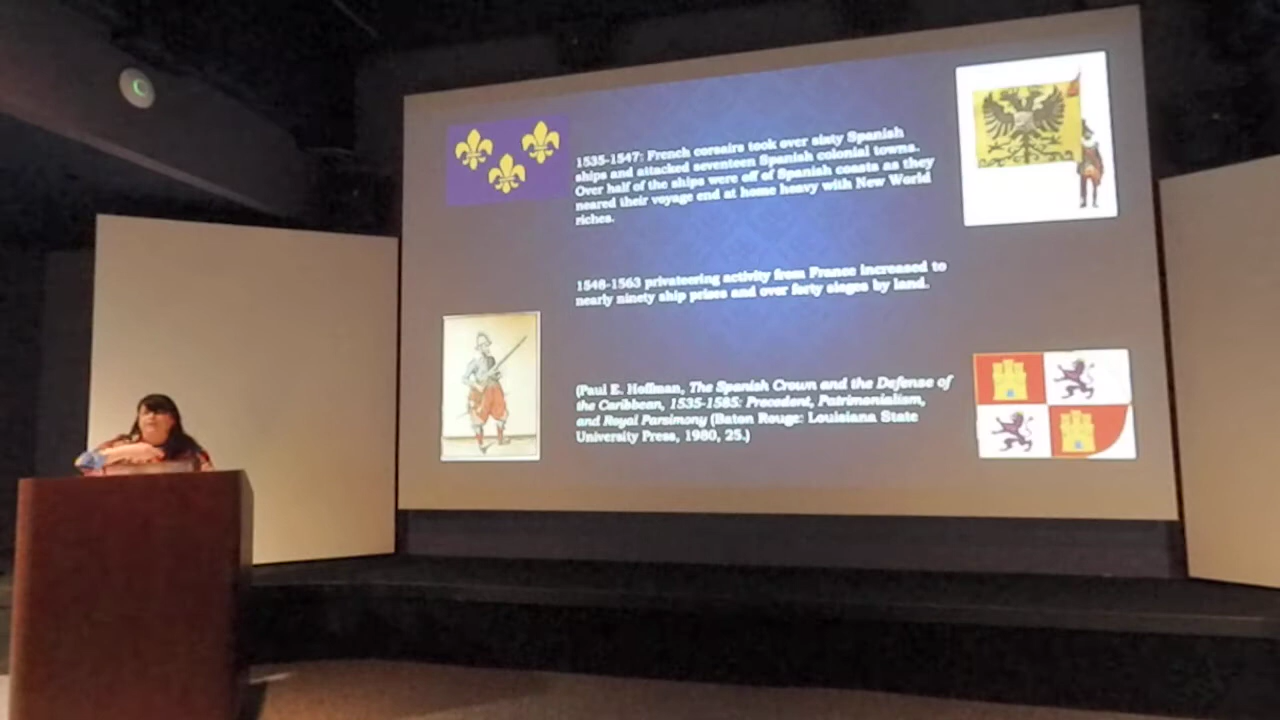 1535-1547: French corsairs took over sixty Spanish
ships and attacked seventeen Spanish colonial towns.
Over half of the ships were off of Spanish coasts as they
neared their voyage end at home heavy with New World
riches.
1548-1563 privateering activity from France increased to
nearly ninety ship prizes and over forty sieges by land.
(Paul E. Hoffman, The Spanish Crown and the Defense of
the Caribbean, 1535-1585: Precedent, Patrimonialism,
and Royal Parsimony (Baton Rouge: Louisiana State
University Press, 1980, 25.)